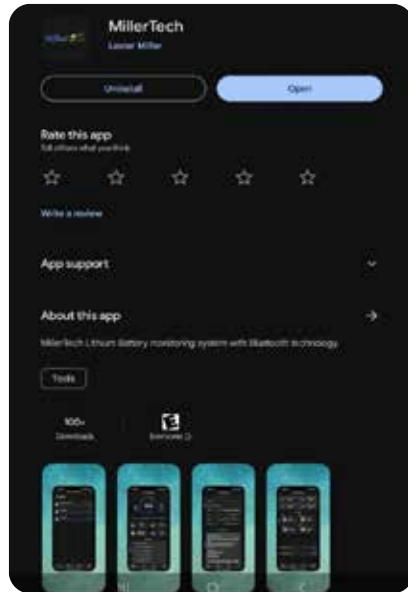 MillerTech
Lester Miller
Uninstall
Open
Rate this app
Tell others what you think
Write a review
App support
About this app
MillerTech Lithium Battery monitoring system with Bluetooth technology.
Tools
100+
Downloads
E
Everyone